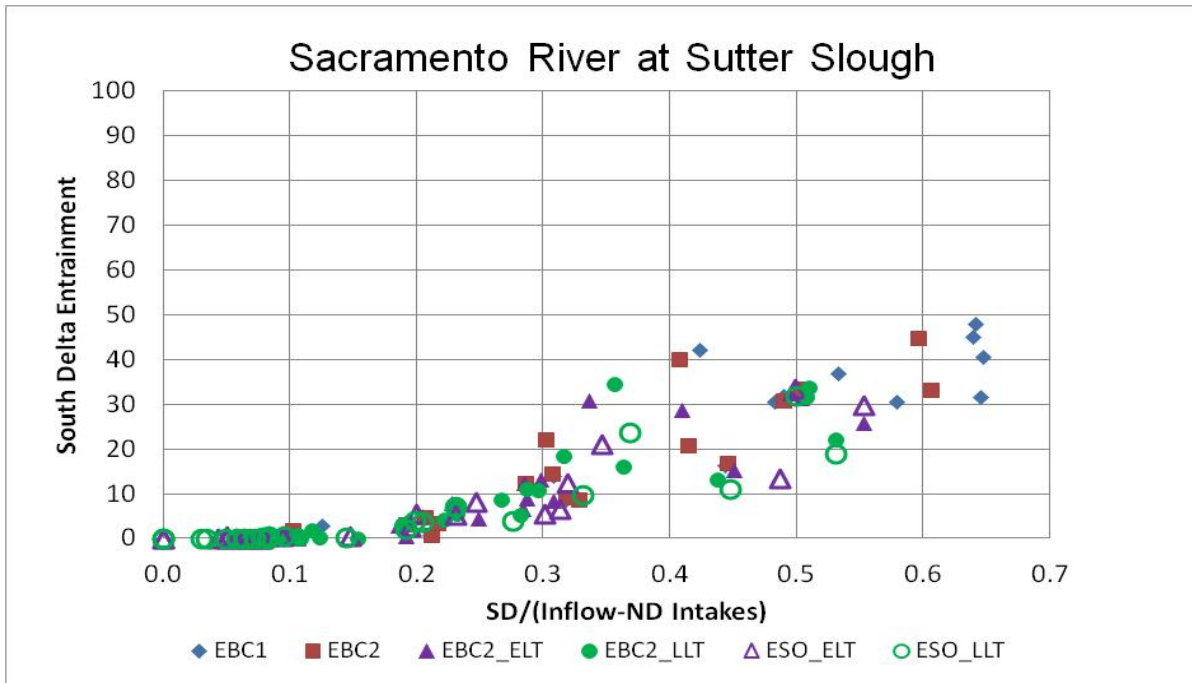 Sacramento River at Sutter Slough
100
90
80
70
60
50
40
30
20
10
0
South Delta Entrainment
0.0 0.1 0.2 0.3 0.4 0.5 0.6 0.7
SD/(Inflow-ND Intakes)
EBC1 EBC2 EBC2_ELT EBC2_LLT ESO_ELT ESO_LLT